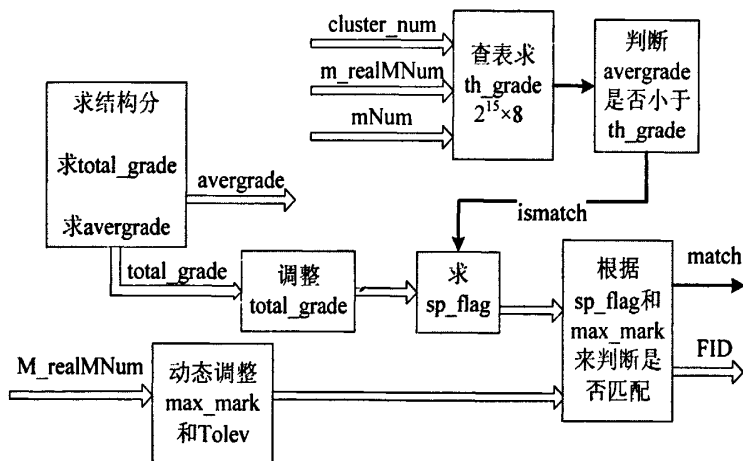 cluster_num
m_realMNum
mNum
查表求
th_grade
2^15×8
判断
avergrade
是否小于
th_grade
求结构分
求total_grade
求avergrade
avergrade
ismatch
total_grade
调整
total_grade
求
sp_flag
根据
sp_flag和
max_mark
来判断是
否匹配
match
FID
M_realMNum
动态调整
max_mark
和Tolev